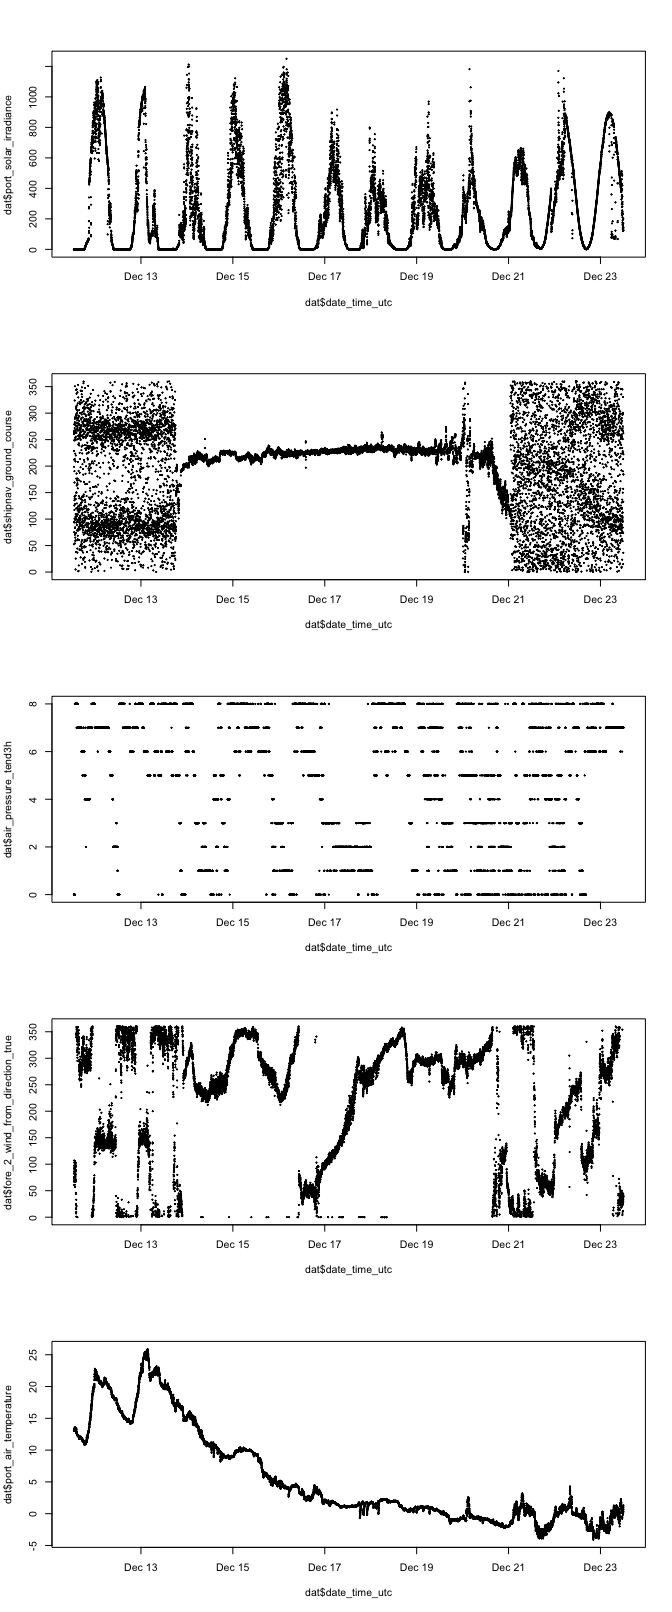 dat$port_solar_irradiance
0 200 400 600 800 1000
Dec 13 Dec 15 Dec 17 Dec 19 Dec 21 Dec 23
dat$date_time_utc
dat$shipnav_ground_course
0 50 100 150 200 250 300 350
Dec 13 Dec 15 Dec 17 Dec 19 Dec 21 Dec 23
dat$date_time_utc
dat$air_pressure_tend3h
0 2 4 6 8
Dec 13 Dec 15 Dec 17 Dec 19 Dec 21 Dec 23
dat$date_time_utc
dat$fore_2_wind_from_direction_true
0 50 100 150 200 250 300 350
Dec 13 Dec 15 Dec 17 Dec 19 Dec 21 Dec 23
dat$date_time_utc
dat$port_air_temperature
-5 0 5 10 15 20 25
Dec 13 Dec 15 Dec 17 Dec 19 Dec 21 Dec 23
dat$date_time_utc